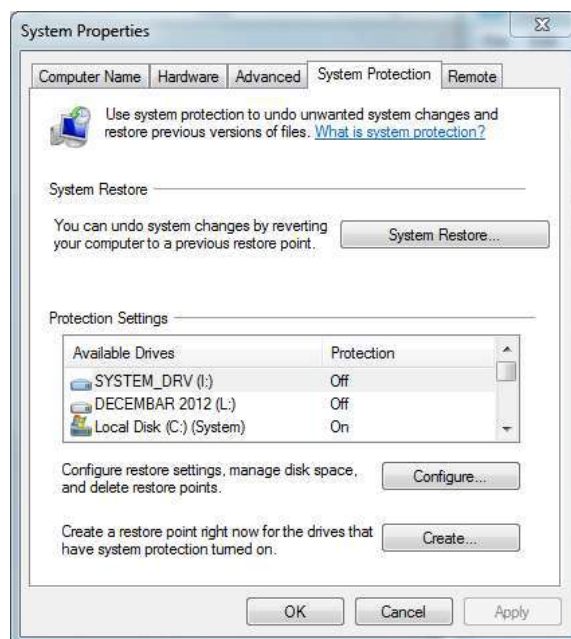 System Properties
Computer Name Hardware Advanced System Protection Remote
Use system protection to undo unwanted system changes and
restore previous versions of files. What is system protection?
System Restore
You can undo system changes by reverting
your computer to a previous restore point.
System Restore...
Protection Settings
Available Drives Protection
SYSTEM_DRV (I:) Off
DECEMBAR 2012 (L:) Off
Local Disk (C:) (System) On
Configure restore settings, manage disk space,
and delete restore points.
Configure...
Create a restore point right now for the drives that
have system protection turned on.
Create...
OK Cancel Apply